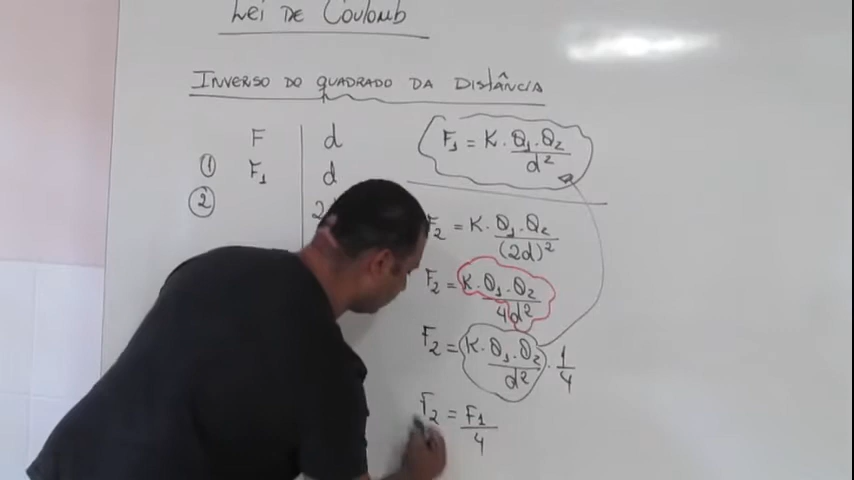 Lei de Coulomb
Inverso do quadrado da Distância
F d
F₁ = K · Q₁ · Q₂ / d²
① F₁ d
② 2
F₂ = K · Q₁ · Q₂ / (2d)²
F₂ = K · Q₁ · Q₂ / 4d²
F₂ = K · Q₁ · Q₂ / d² · 1/4
F₂ = F₁ / 4